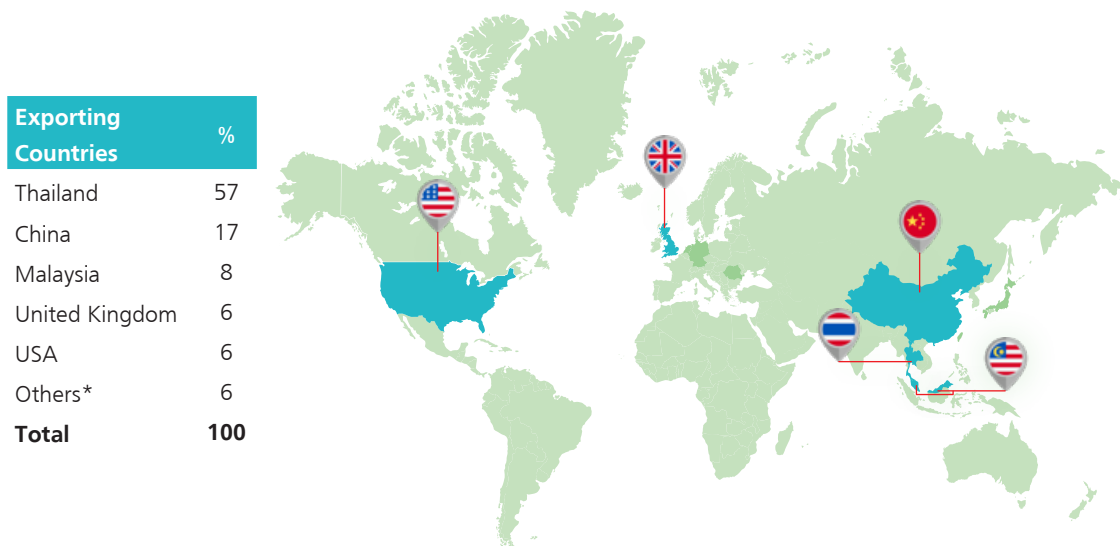 Exporting
Countries
%
Thailand 57
China 17
Malaysia 8
United Kingdom 6
USA 6
Others* 6
Total 100